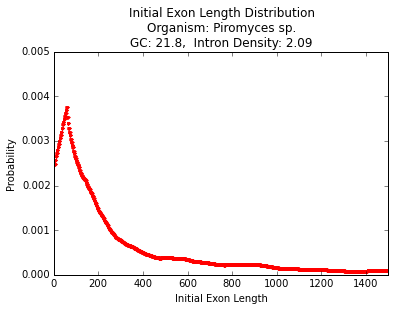 Initial Exon Length Distribution
Organism: Piromyces sp.
GC: 21.8,  Intron Density: 2.09
0.005
0.004
0.003
0.002
0.001
0.000
Probability
0 200 400 600 800 1000 1200 1400
Initial Exon Length